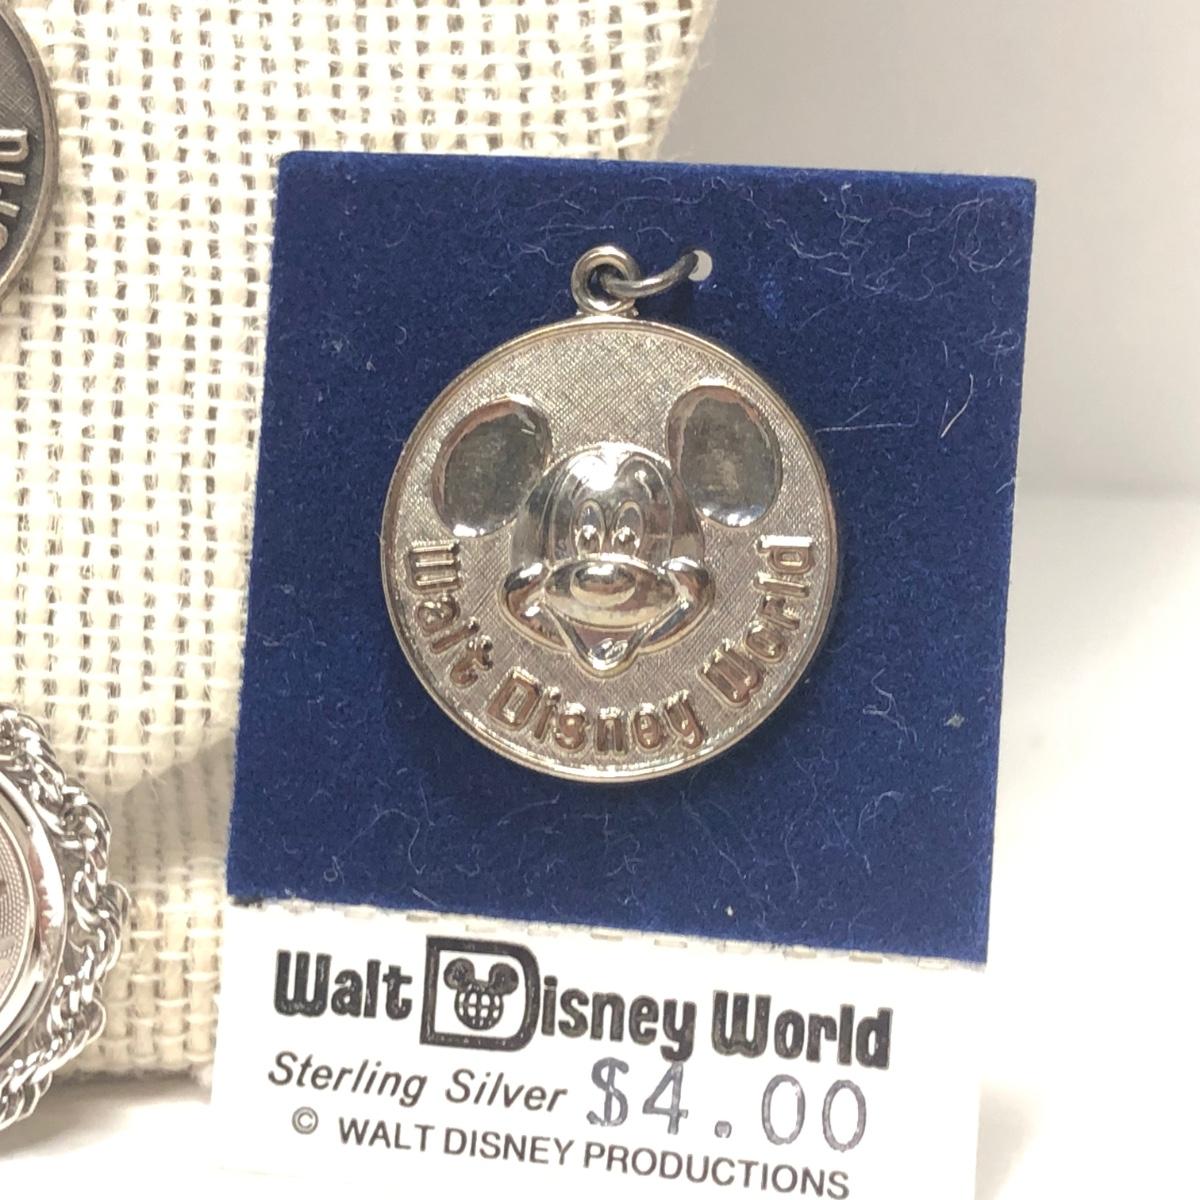 Walt Disney World
Walt Disney World
Sterling Silver $4.00
© WALT DISNEY PRODUCTIONS